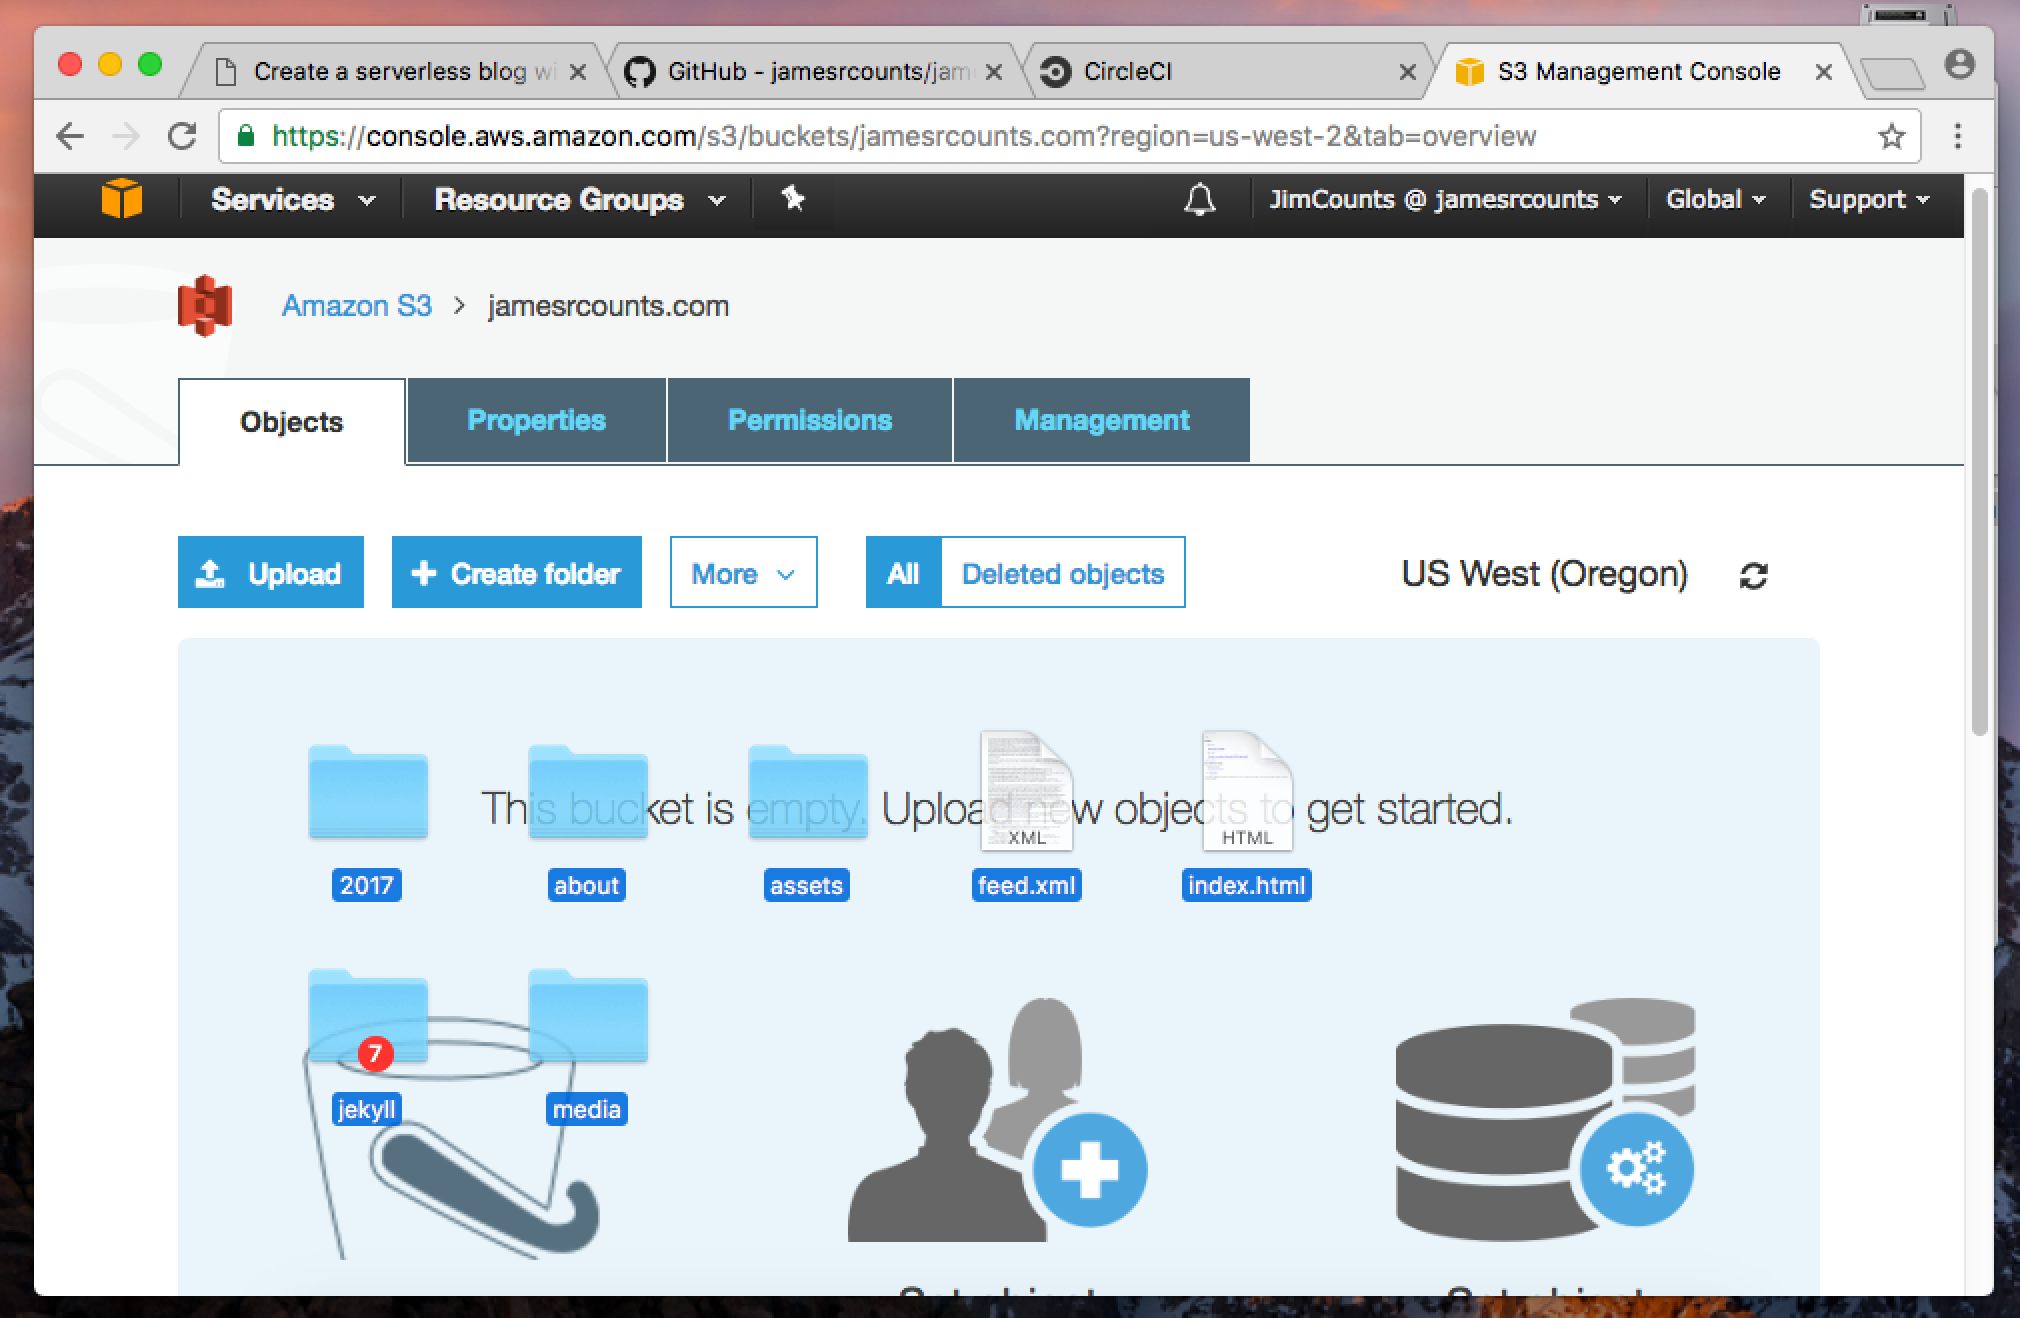 Create a serverless blog wi
GitHub - jamesrcounts/jam
CircleCI
S3 Management Console
https://console.aws.amazon.com/s3/buckets/jamesrcounts.com?region=us-west-2&tab=overview
Services
Resource Groups
JimCounts @ jamesrcounts
Global
Support
Amazon S3 > jamesrcounts.com
Objects
Properties
Permissions
Management
Upload
Create folder
More
All
Deleted objects
US West (Oregon)
This bucket is empty. Upload new objects to get started.
XML
HTML
2017
about
assets
feed.xml
index.html
7
jekyll
media